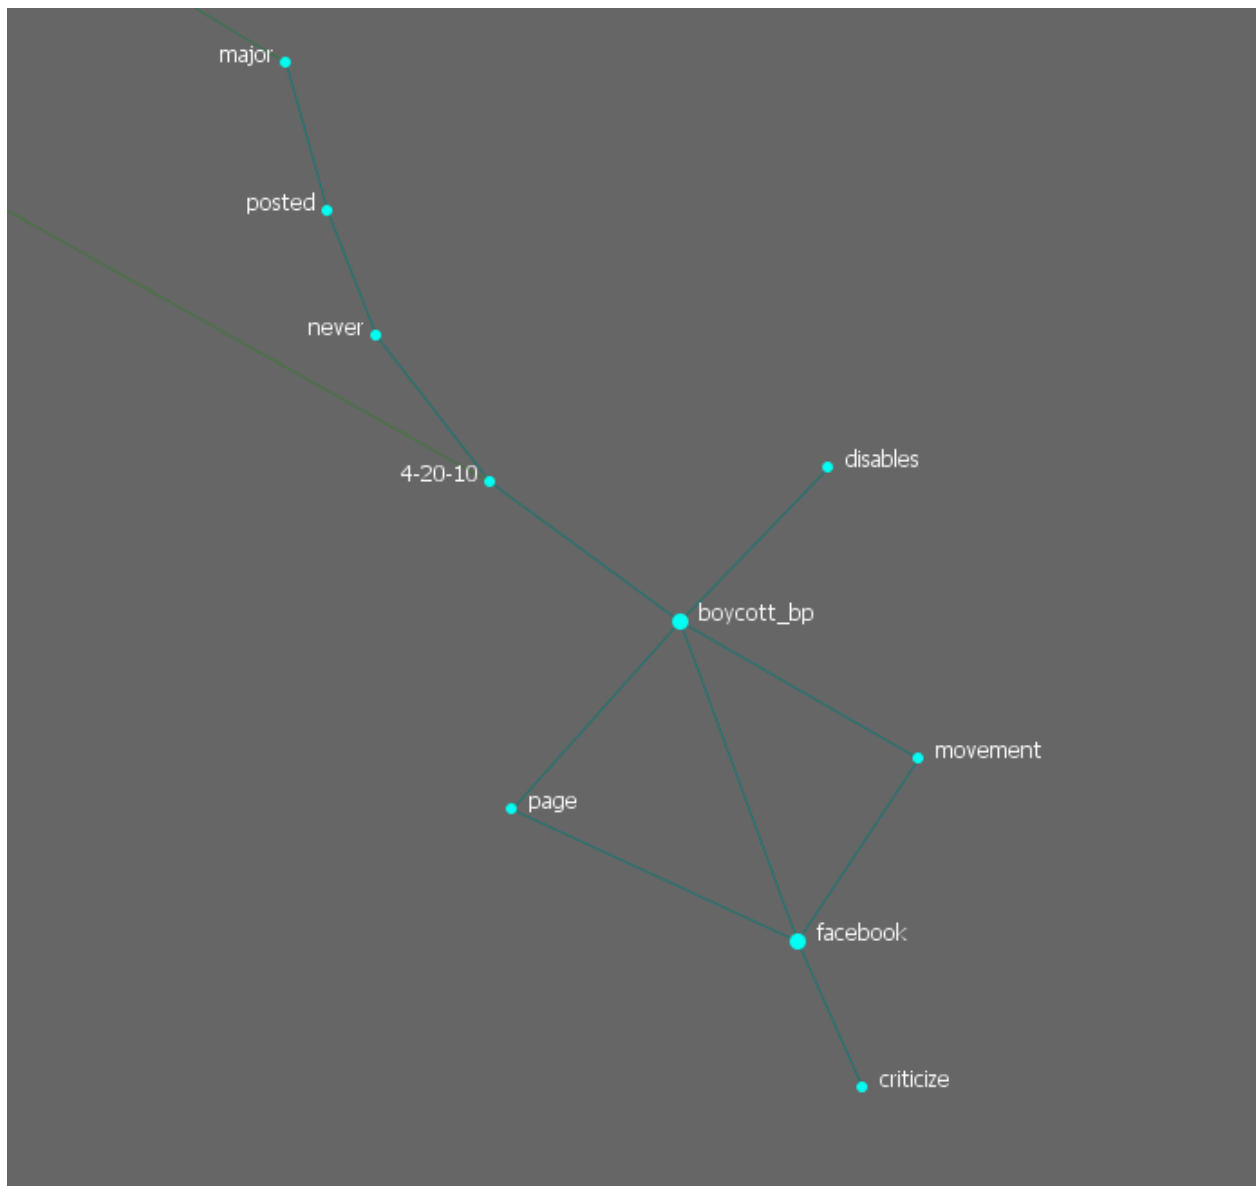 major
posted
never
4-20-10
disables
boycott_bp
movement
page
facebook
criticize